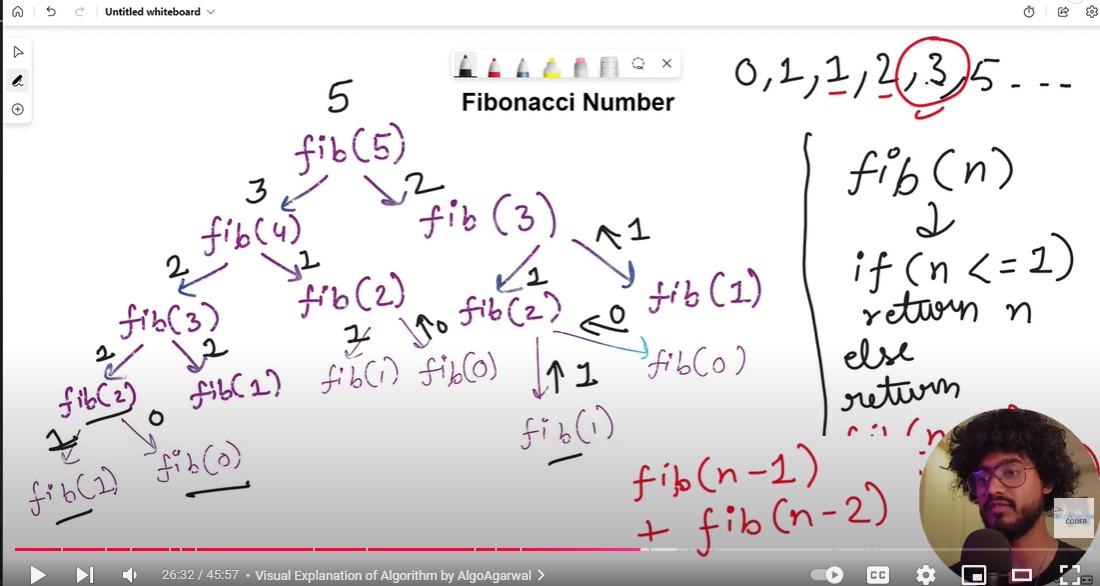 Untitled whiteboard
0, 1, 1, 2, 3, 5 - - -
Fibonacci Number
5
fib(5)
3
2
fib(4)
fib(3)
↑ 1
2
1
1
fib(3)
fib(2)
fib(2)
fib(1)
1
1
1
↑0
← 0
fib(2)
fib(1)
fib(1)
fib(0)
↑ 1
fib(0)
1
0
fib(1)
fib(0)
fib(1)
fib(n)
↓
if(n <= 1)
return n
else
return
fib(n-1)
+ fib(n-2)
CODER
26:32 / 45:57 • Visual Explanation of Algorithm by AlgoAgarwal >
CC